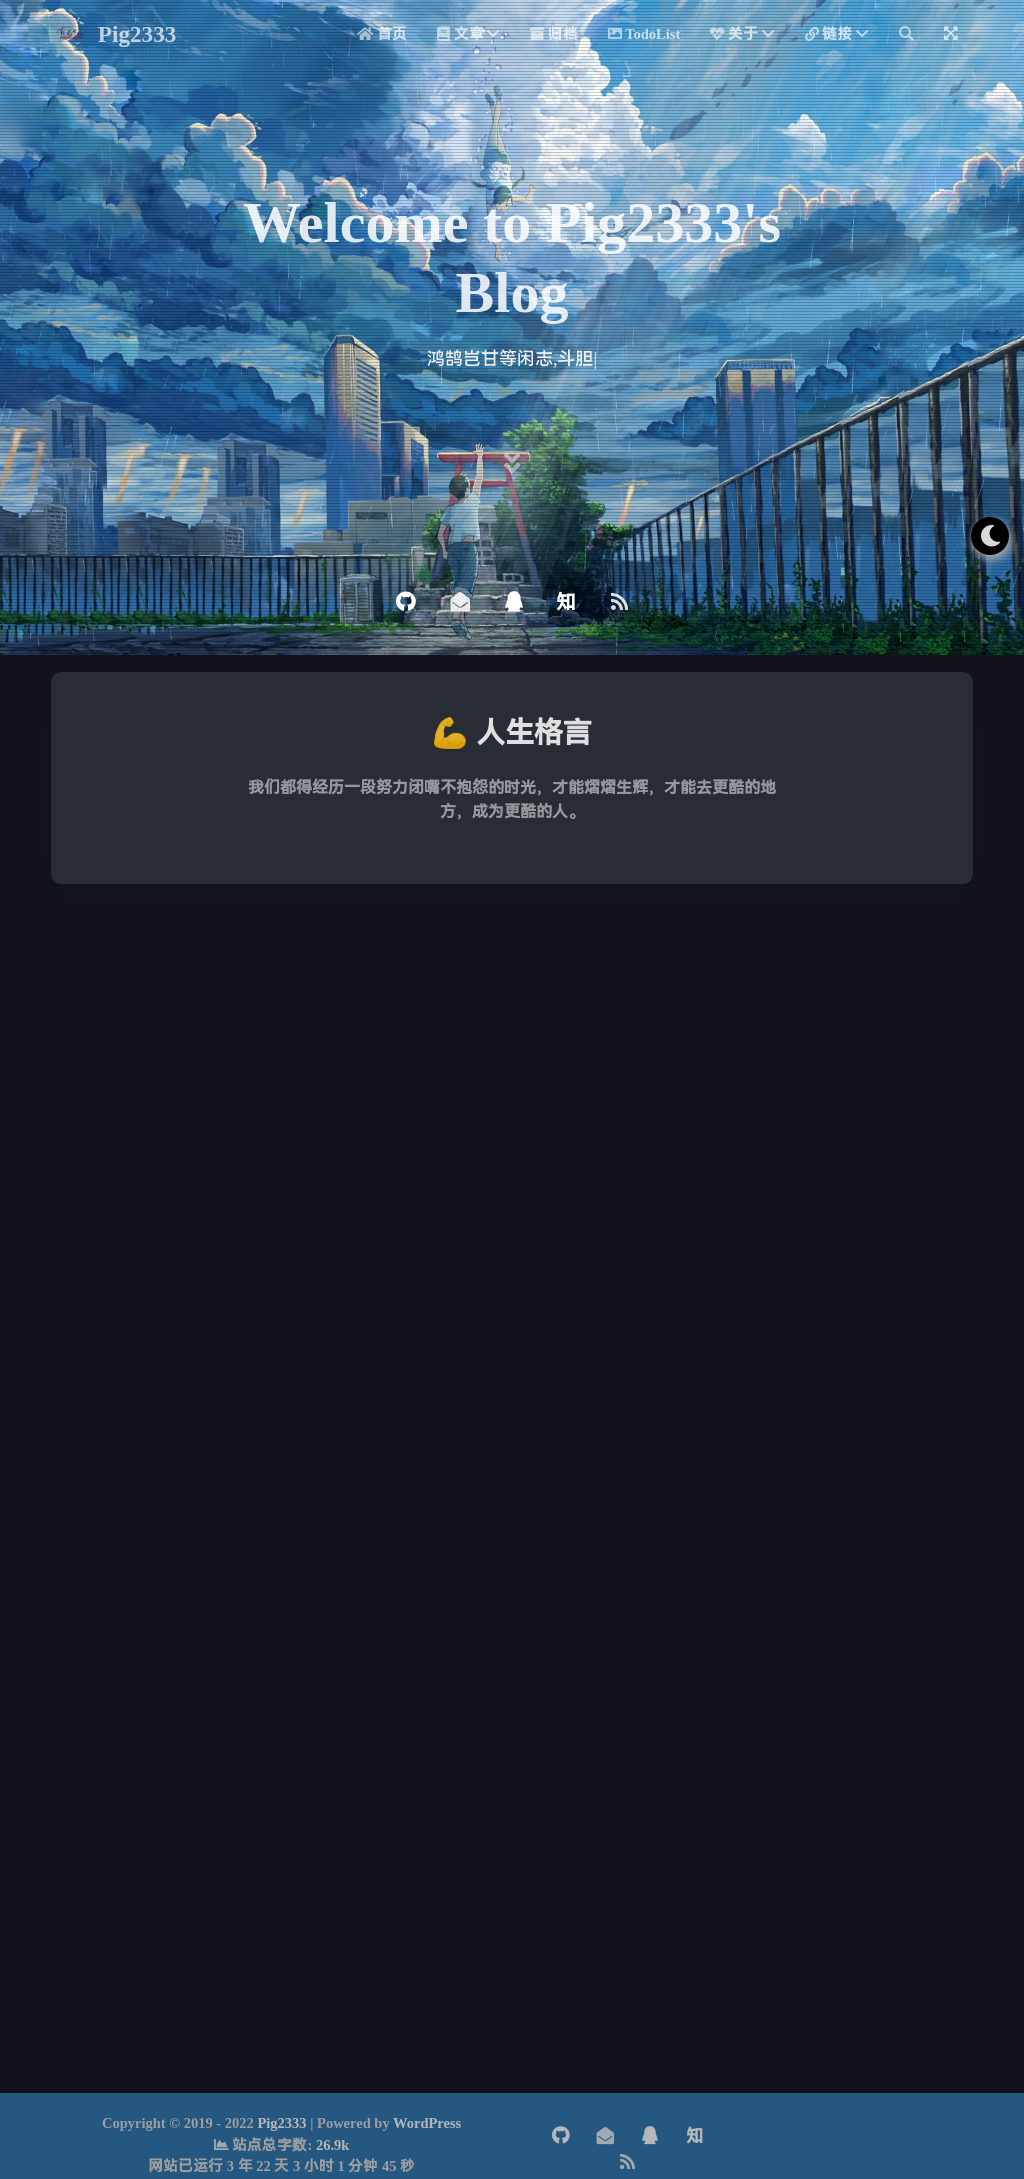 Pig2333
首页 文章 归档 TodoList 关于 链接
Welcome to Pig2333's
Blog
鸿鹄岂甘等闲志,斗胆|
知
💪 人生格言
我们都得经历一段努力闭嘴不抱怨的时光，才能熠熠生辉，才能去更酷的地
方，成为更酷的人。
Copyright © 2019 - 2022 Pig2333 | Powered by WordPress
站点总字数: 26.9k
网站已运行 3 年 22 天 3 小时 1 分钟 45 秒
知